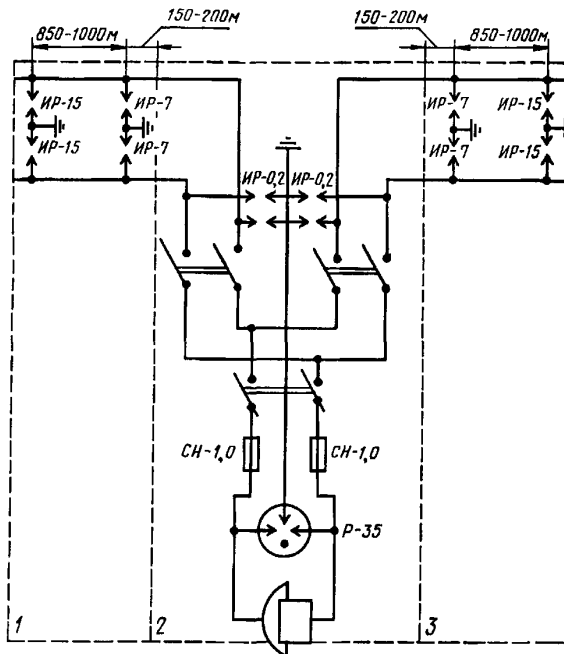 150-200м 150-200м
850-1000м 850-1000м
ИР-15 ИР-7 ИР-7 ИР-15
ИР-15 ИР-7 ИР-7 ИР-15
ИР-0,2 ИР-0,2
СН-1,0 СН-1,0
Р-35
1 2 3